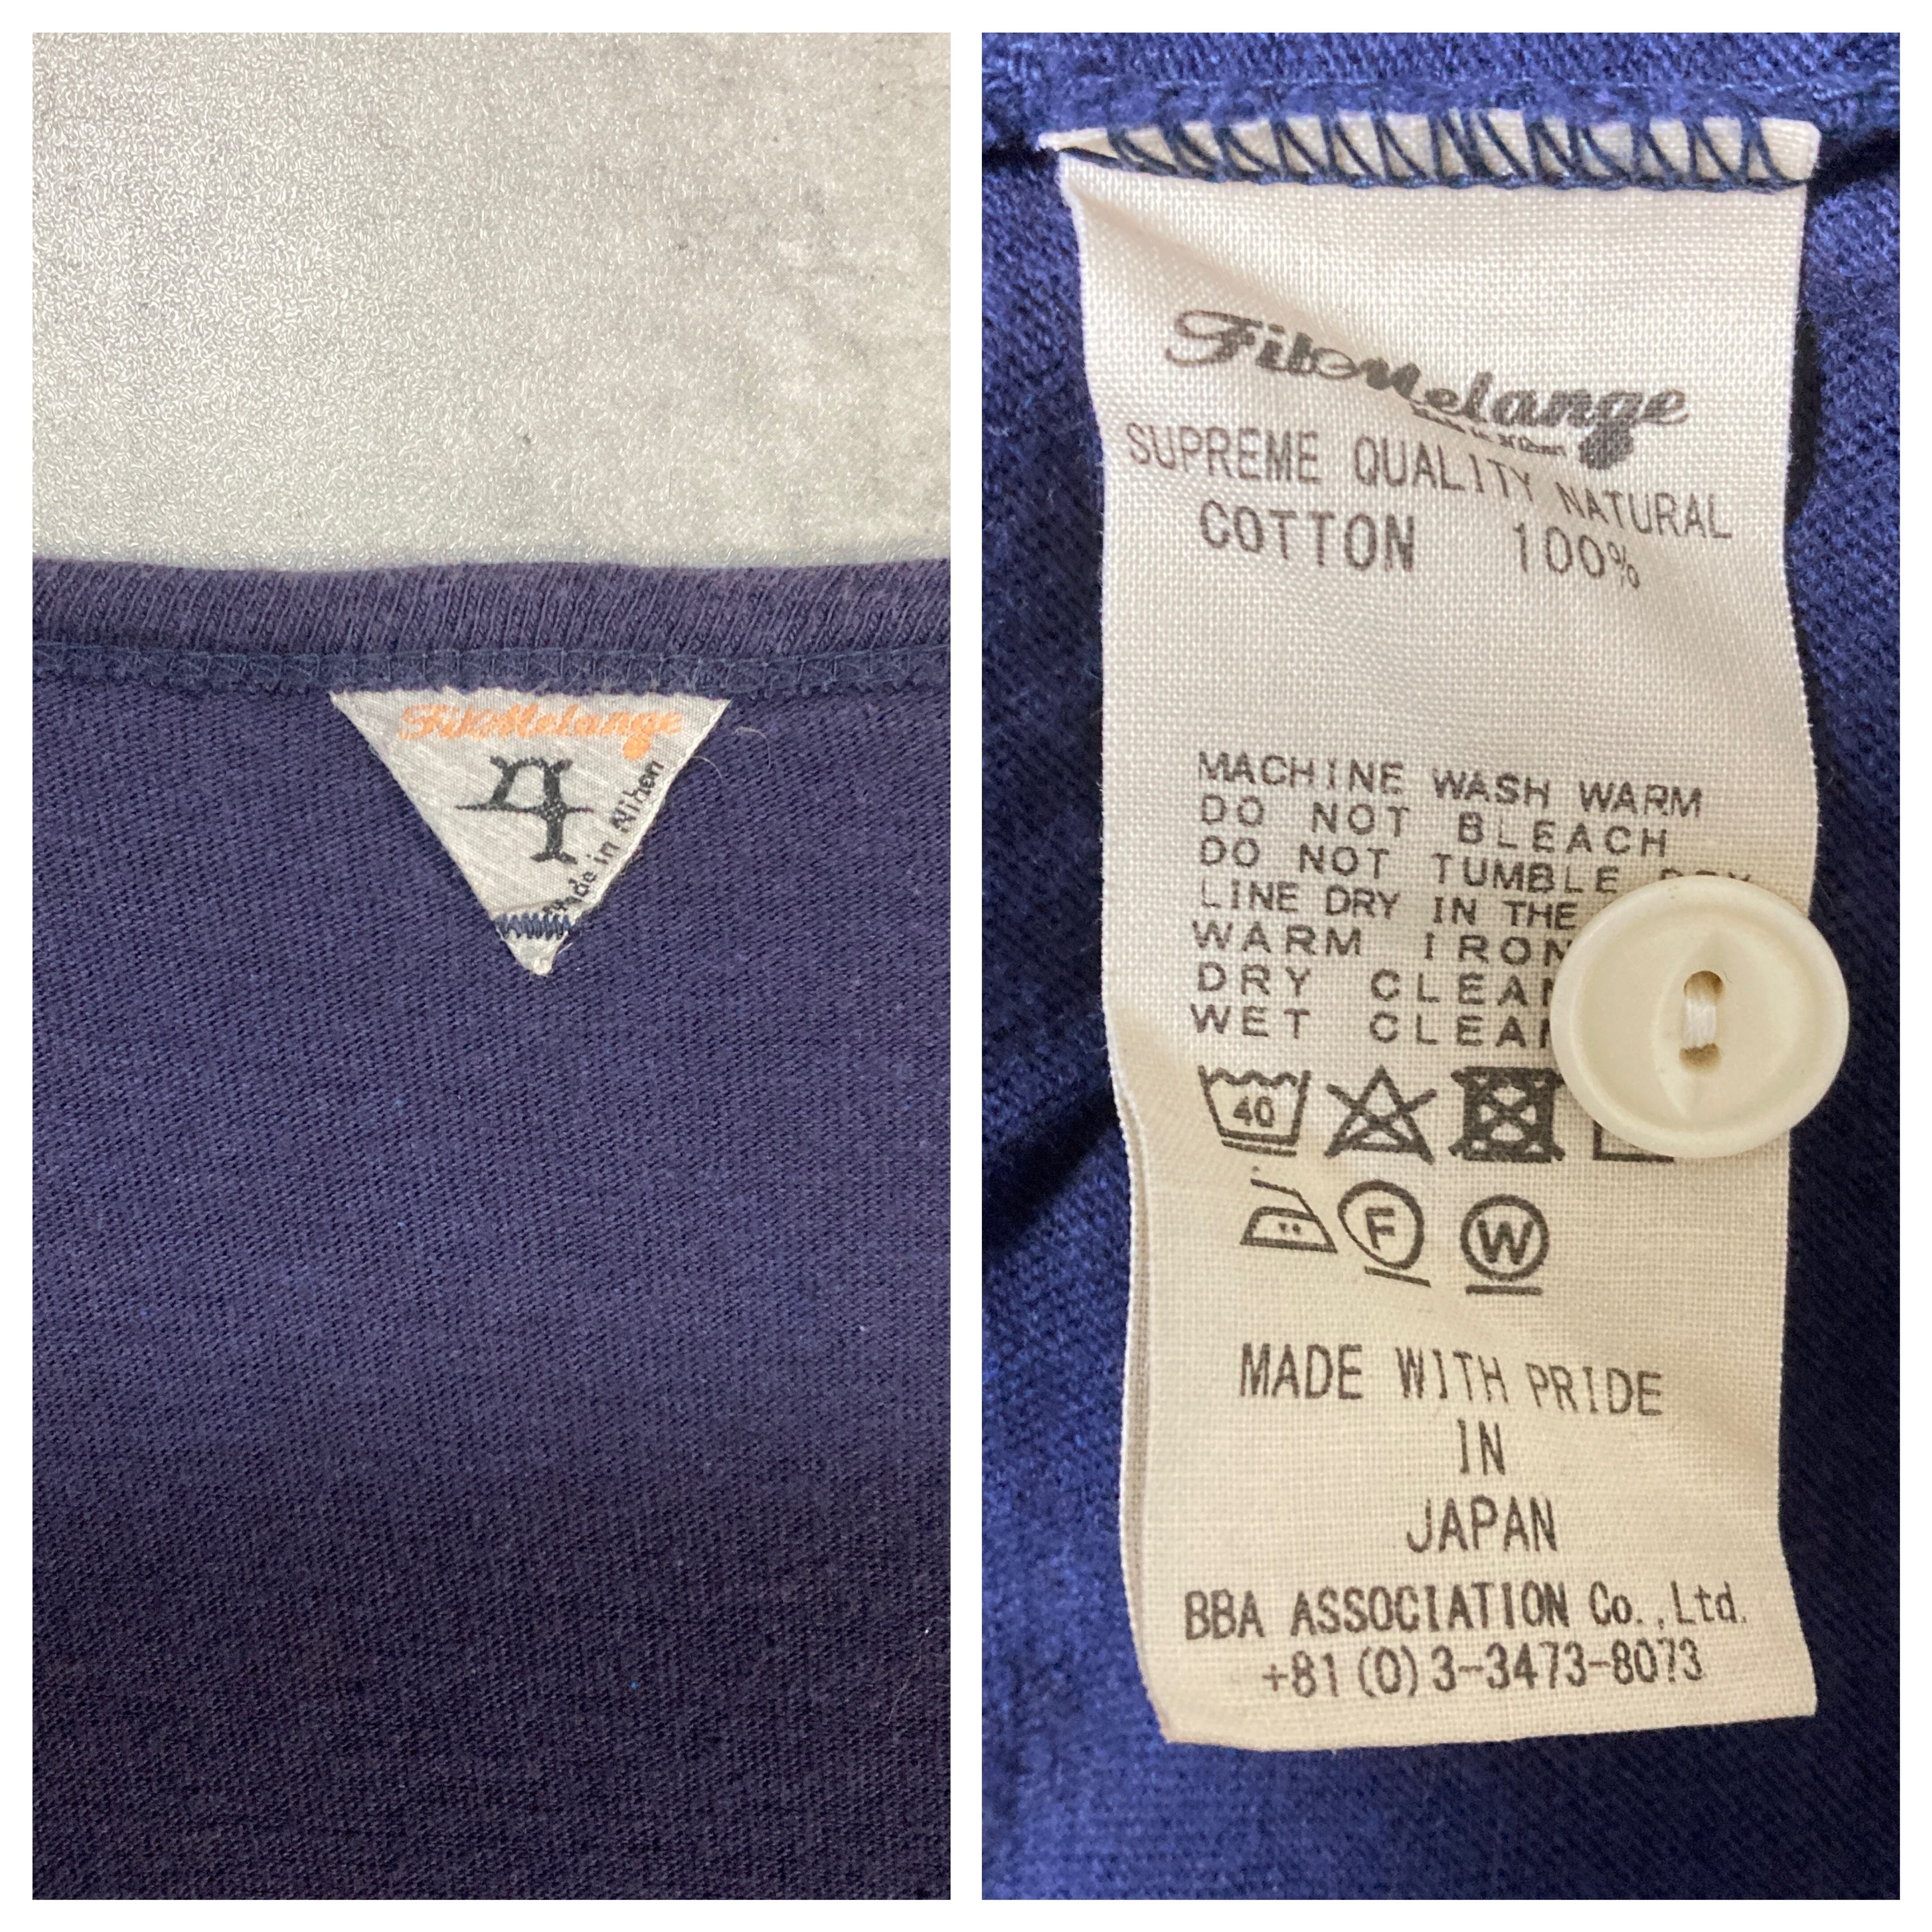 FilMelange
4
Made in Nihon
FilMelange
SUPREME QUALITY NATURAL
COTTON 100%
MACHINE WASH WARM
DO NOT BLEACH
DO NOT TUMBLE DRY
LINE DRY IN THE
WARM IRON
DRY CLEAN
WET CLEAN
40
F W
MADE WITH PRIDE
IN
JAPAN
BBA ASSOCIATION Co.,Ltd.
+81(0)3-3473-8073